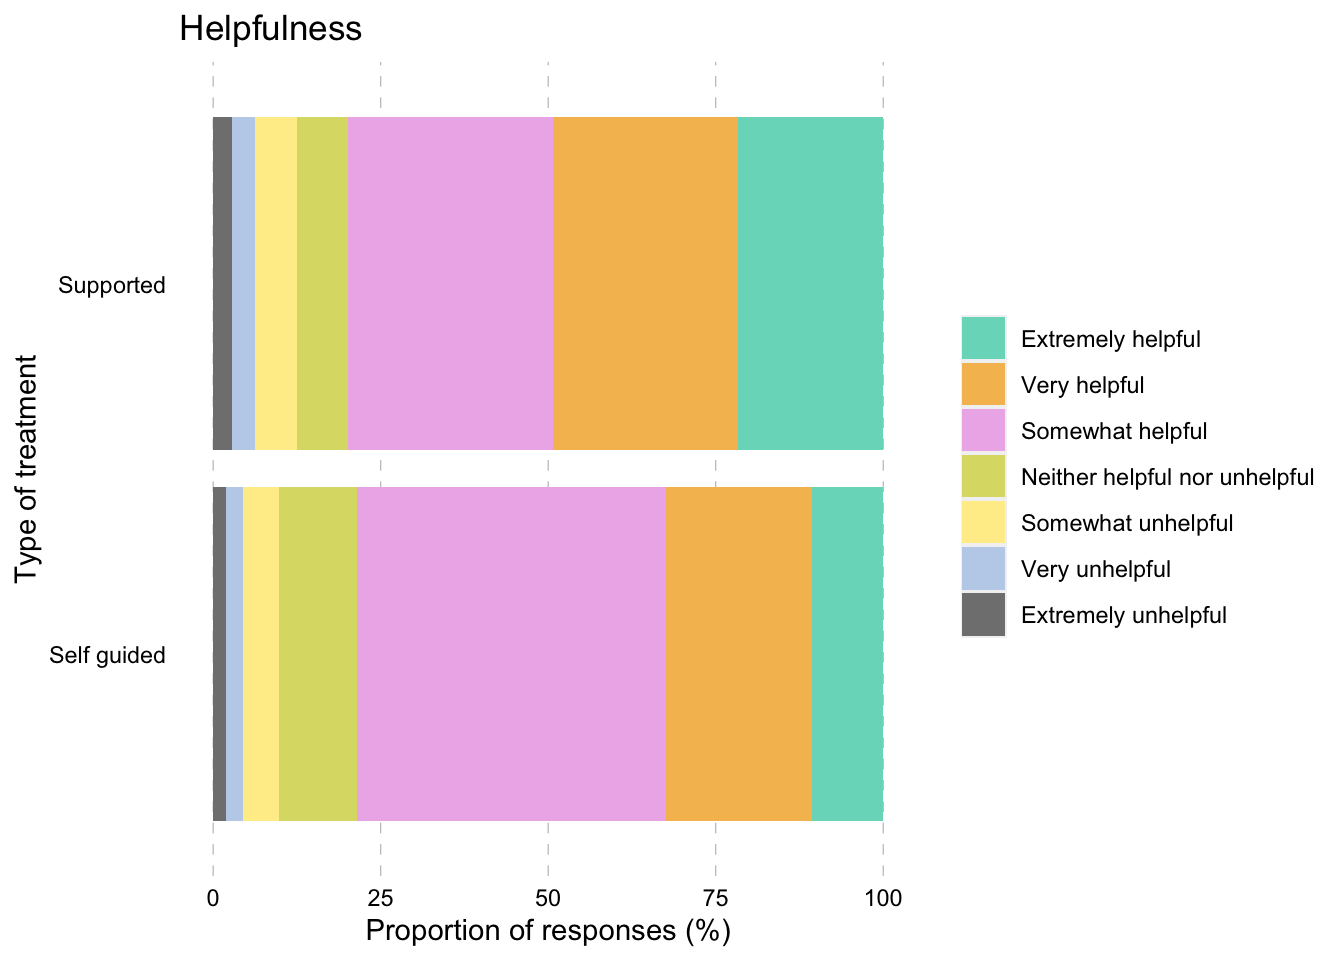 Helpfulness
Supported
Self guided
Type of treatment
0 25 50 75 100
Proportion of responses (%)
Extremely helpful
Very helpful
Somewhat helpful
Neither helpful nor unhelpful
Somewhat unhelpful
Very unhelpful
Extremely unhelpful